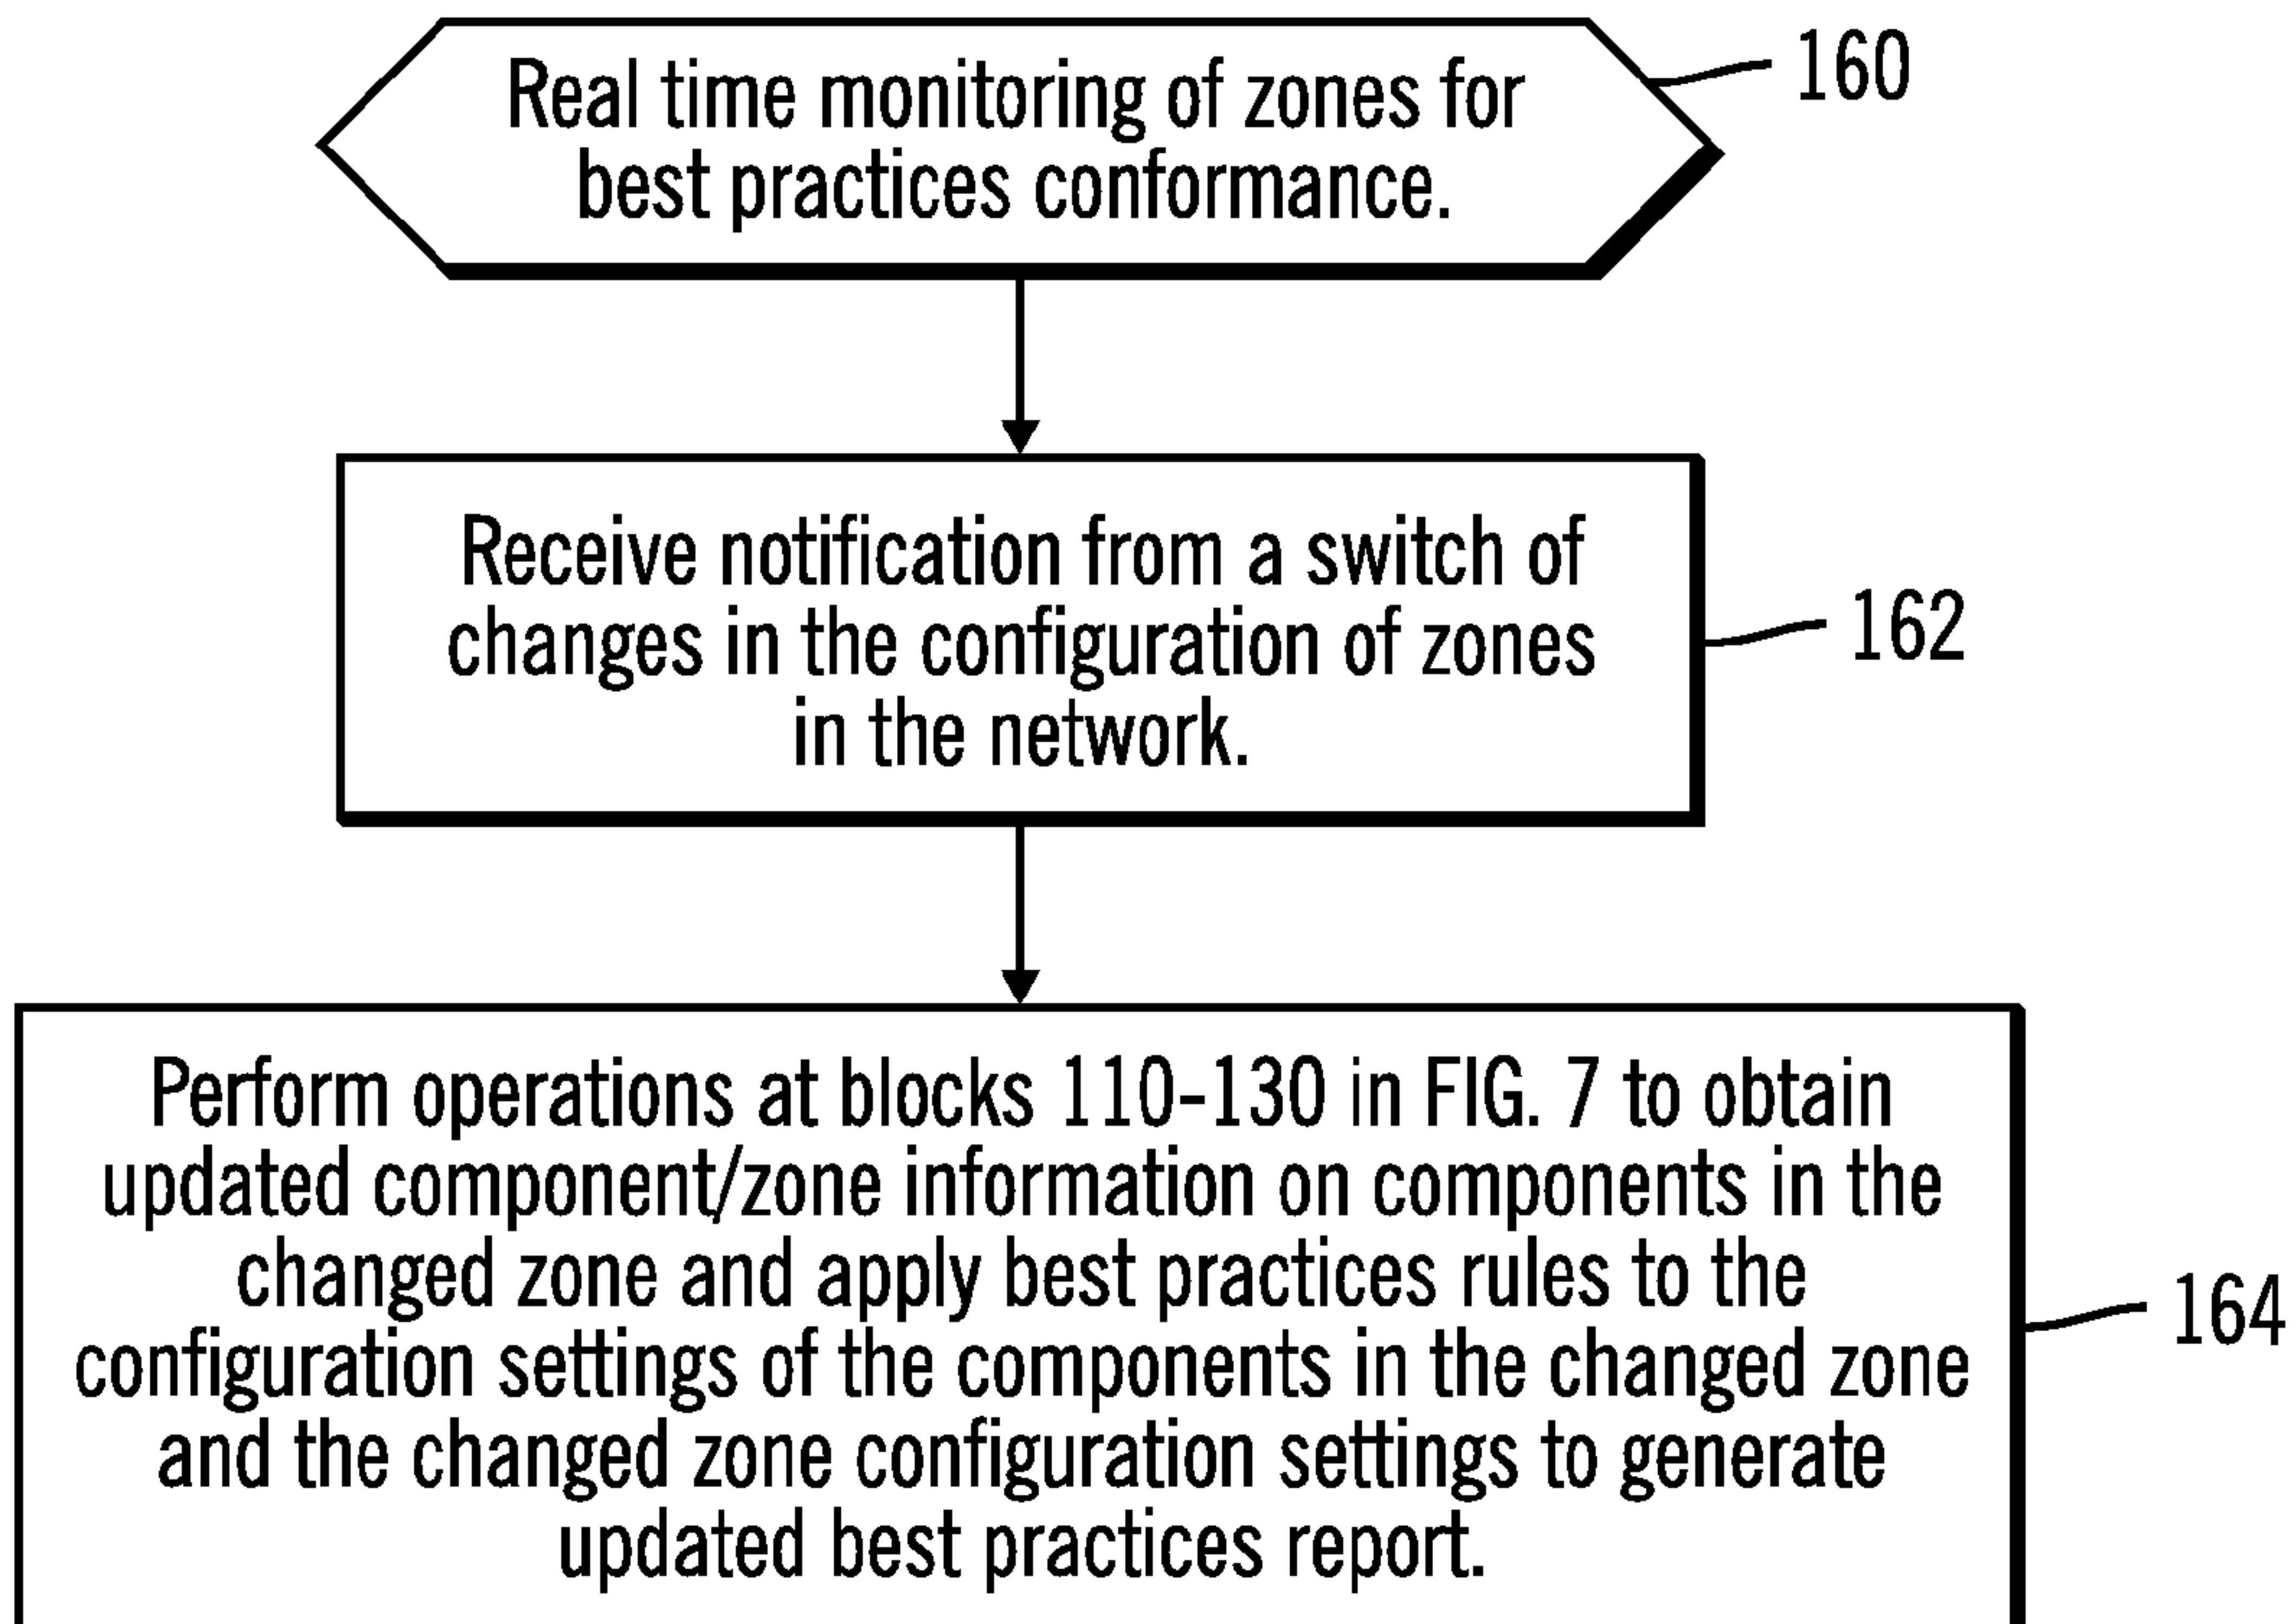 Real time monitoring of zones for
best practices conformance.
160
Receive notification from a switch of
changes in the configuration of zones
in the network.
162
Perform operations at blocks 110-130 in FIG. 7 to obtain
updated component/zone information on components in the
changed zone and apply best practices rules to the
configuration settings of the components in the changed zone
and the changed zone configuration settings to generate
updated best practices report.
164